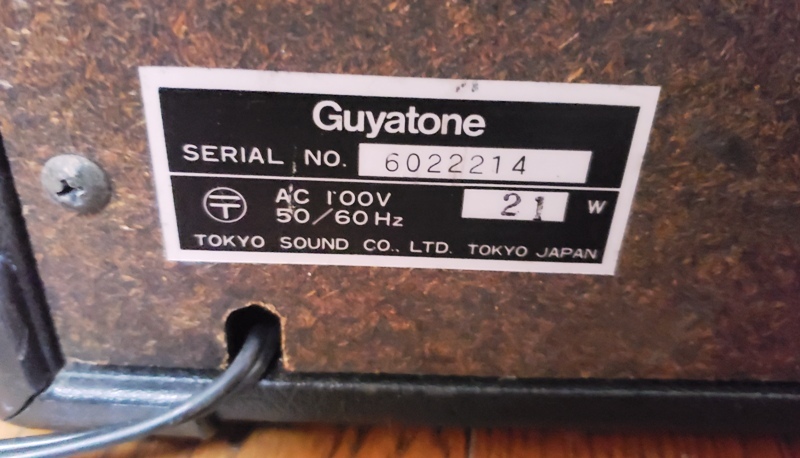 Guyatone
SERIAL NO. 6022214
AC 100V 21 W
50/60Hz
TOKYO SOUND CO., LTD. TOKYO JAPAN